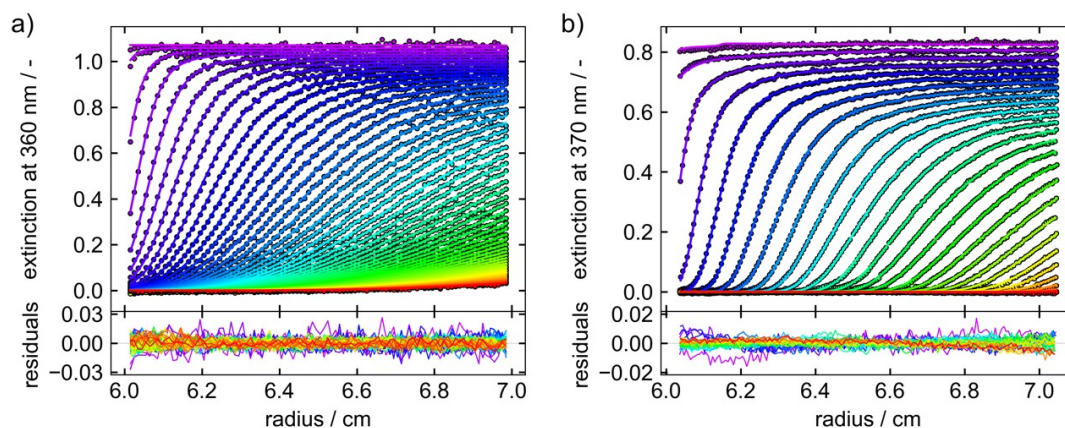 a)
extinction at 360 nm / -
1.0
0.8
0.6
0.4
0.2
0.0
residuals
0.03
0.00
−0.03
6.0 6.2 6.4 6.6 6.8 7.0
radius / cm
b)
extinction at 370 nm / -
0.8
0.6
0.4
0.2
0.0
residuals
0.02
0.00
−0.02
6.0 6.2 6.4 6.6 6.8 7.0
radius / cm